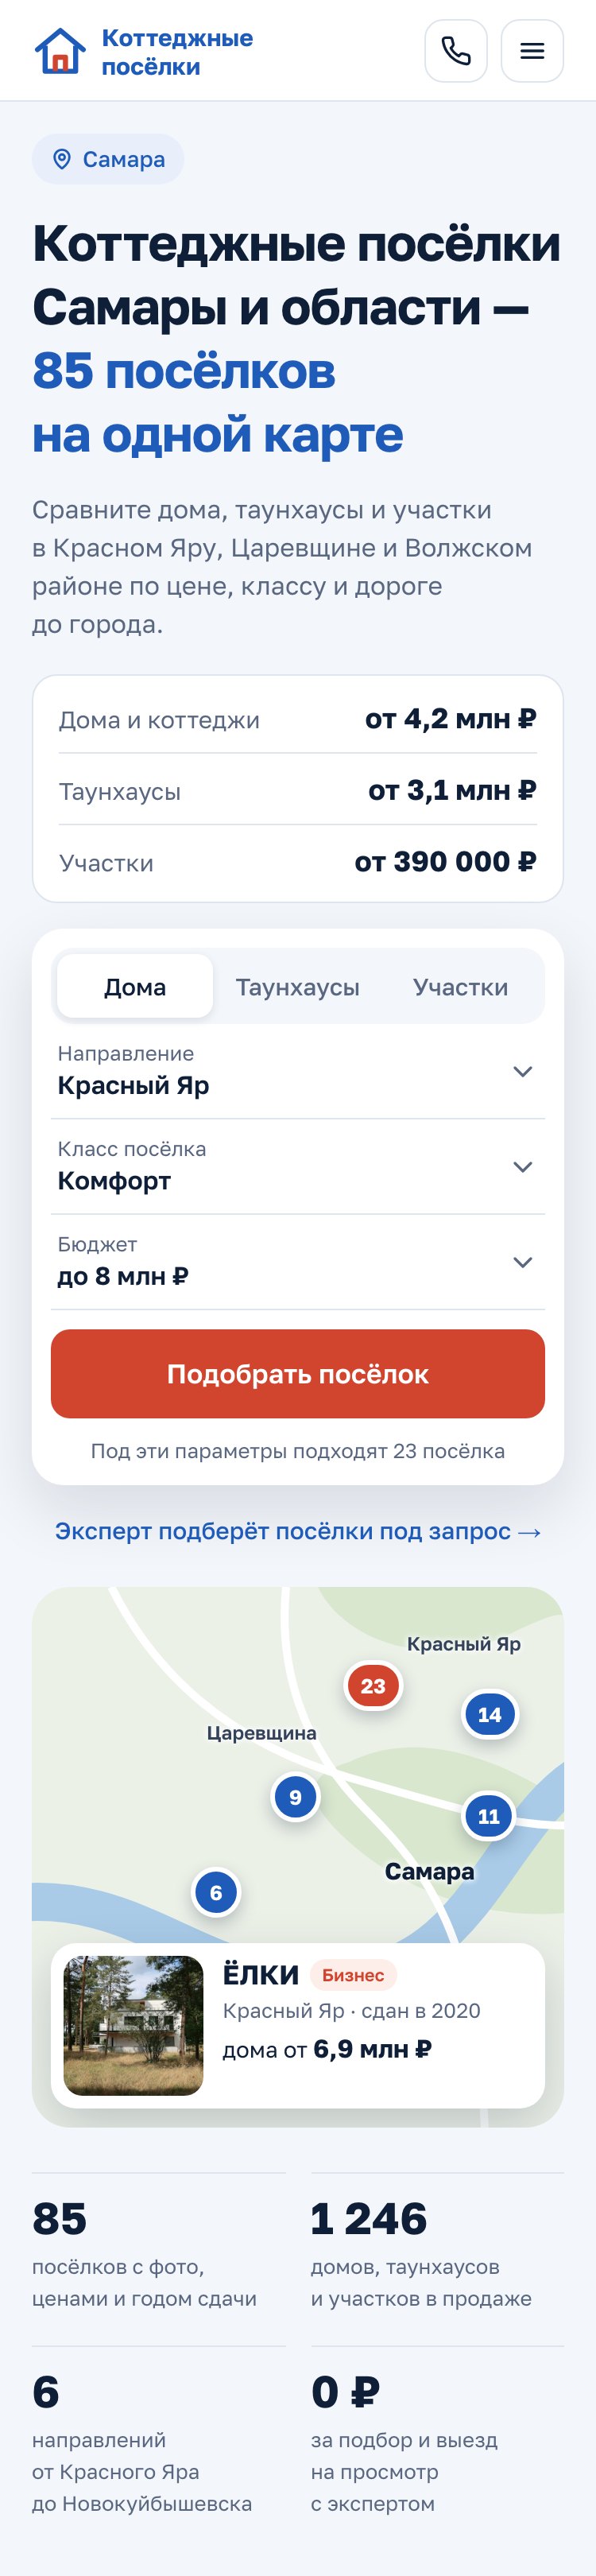 Коттеджные
посёлки
Самара
Коттеджные посёлки
Самары и области —
85 посёлков
на одной карте
Сравните дома, таунхаусы и участки
в Красном Яру, Царевщине и Волжском
районе по цене, классу и дороге
до города.
Дома и коттеджи от 4,2 млн ₽
Таунхаусы от 3,1 млн ₽
Участки от 390 000 ₽
Дома Таунхаусы Участки
Направление
Красный Яр
Класс посёлка
Комфорт
Бюджет
до 8 млн ₽
Подобрать посёлок
Под эти параметры подходят 23 посёлка
Эксперт подберёт посёлки под запрос →
Красный Яр
23
14
Царевщина
9
11
Самара
6
ЁЛКИ Бизнес
Красный Яр · сдан в 2020
дома от 6,9 млн ₽
85
посёлков с фото,
ценами и годом сдачи
1 246
домов, таунхаусов
и участков в продаже
6
направлений
от Красного Яра
до Новокуйбышевска
0 ₽
за подбор и выезд
на просмотр
с экспертом